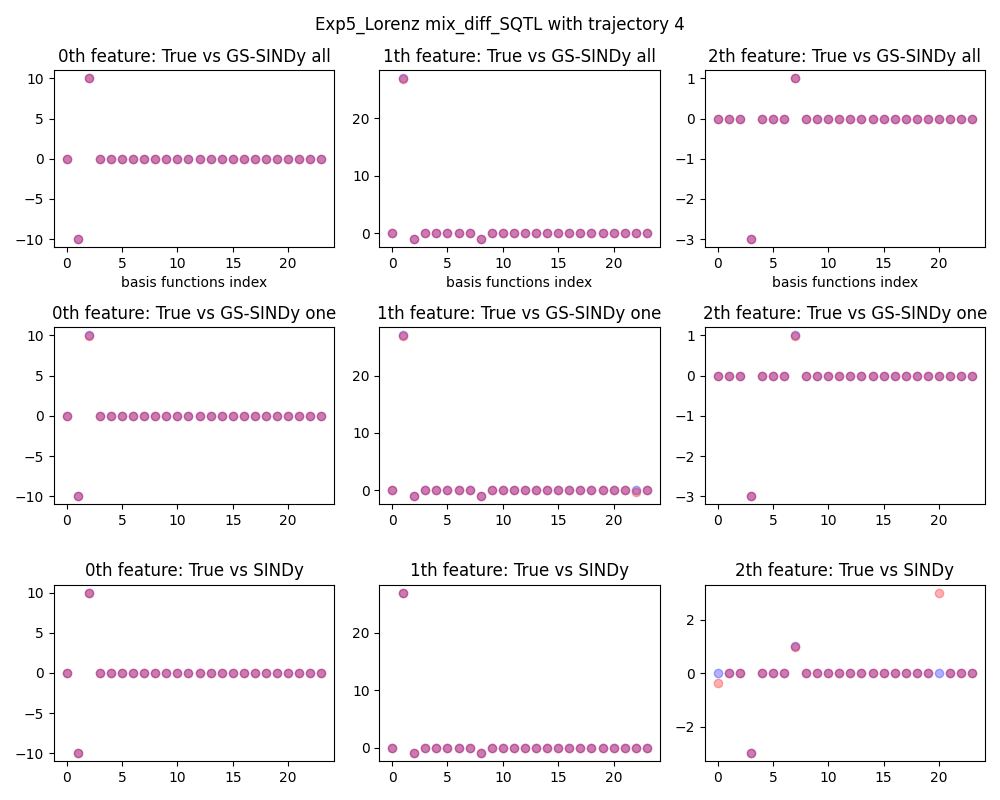 Exp5_Lorenz mix_diff_SQTL with trajectory 4
0th feature: True vs GS-SINDy all
1th feature: True vs GS-SINDy all
2th feature: True vs GS-SINDy all
10
5
0
−5
−10
0 5 10 15 20
basis functions index
20
10
0
0 5 10 15 20
basis functions index
1
0
−1
−2
−3
0 5 10 15 20
basis functions index
0th feature: True vs GS-SINDy one
1th feature: True vs GS-SINDy one
2th feature: True vs GS-SINDy one
10
5
0
−5
−10
0 5 10 15 20
20
10
0
0 5 10 15 20
1
0
−1
−2
−3
0 5 10 15 20
0th feature: True vs SINDy
1th feature: True vs SINDy
2th feature: True vs SINDy
10
5
0
−5
−10
0 5 10 15 20
20
10
0
0 5 10 15 20
2
0
−2
0 5 10 15 20